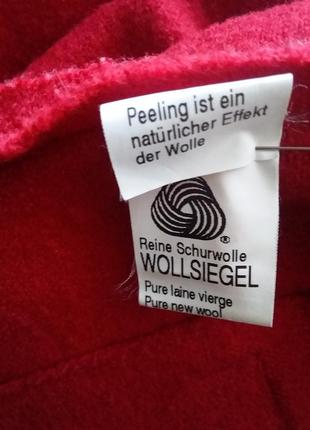 Peeling ist ein
natürlicher Effekt
der Wolle
®
Reine Schurwolle
WOLLSIEGEL
Pure laine vierge
Pure new wool